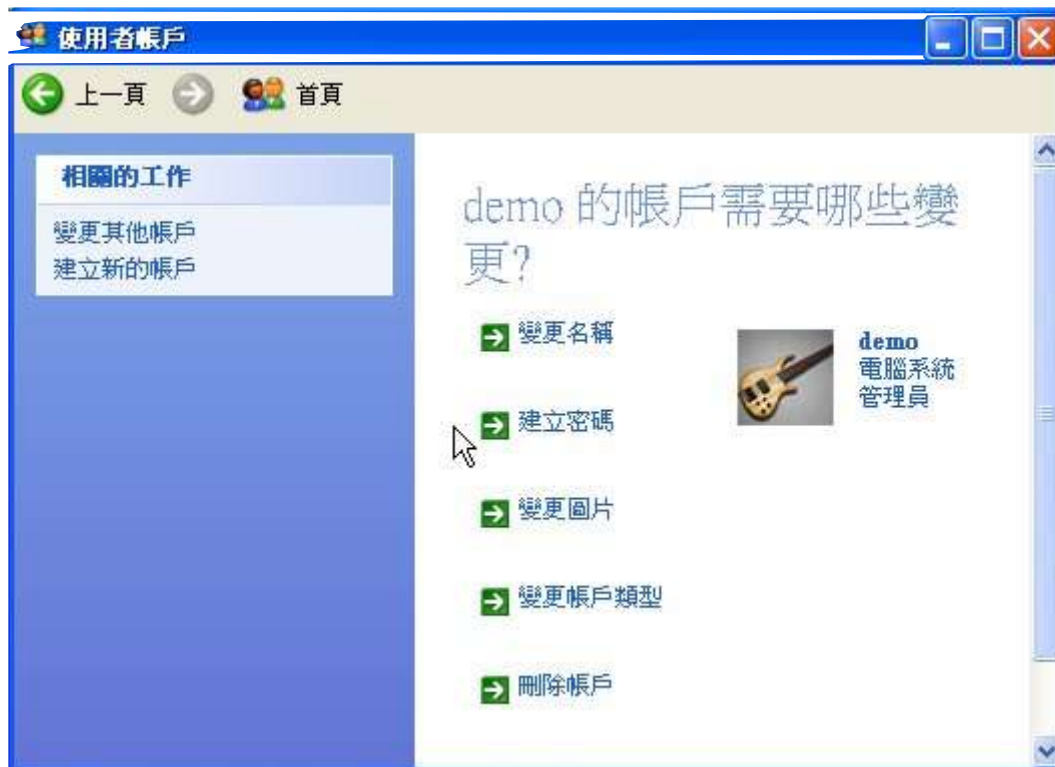 使用者帳戶
上一頁 首頁
相關的工作
變更其他帳戶
建立新的帳戶
demo 的帳戶需要哪些變
更?
變更名稱
建立密碼
變更圖片
變更帳戶類型
刪除帳戶
demo
電腦系統
管理員